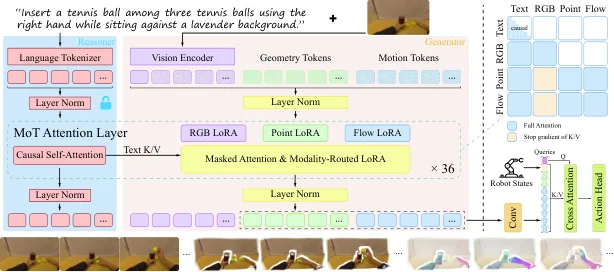 "Insert a tennis ball among three tennis balls using the
right hand while sitting against a lavender background."
+
Reasoner
Generator
Language Tokenizer
Vision Encoder
Geometry Tokens
Motion Tokens
...
...
...
...
Layer Norm
Layer Norm
MoT Attention Layer
RGB LoRA
Point LoRA
Flow LoRA
Causal Self-Attention
Text K/V
Masked Attention & Modality-Routed LoRA
× 36
Layer Norm
Layer Norm
...
...
...
...
...
...
...
Text RGB Point Flow
Text
causal
RGB
Point
Flow
Full Attention
Stop gradient of K/V
Queries
Q
Robot States
K/V
Conv
Cross Attention
Action Head